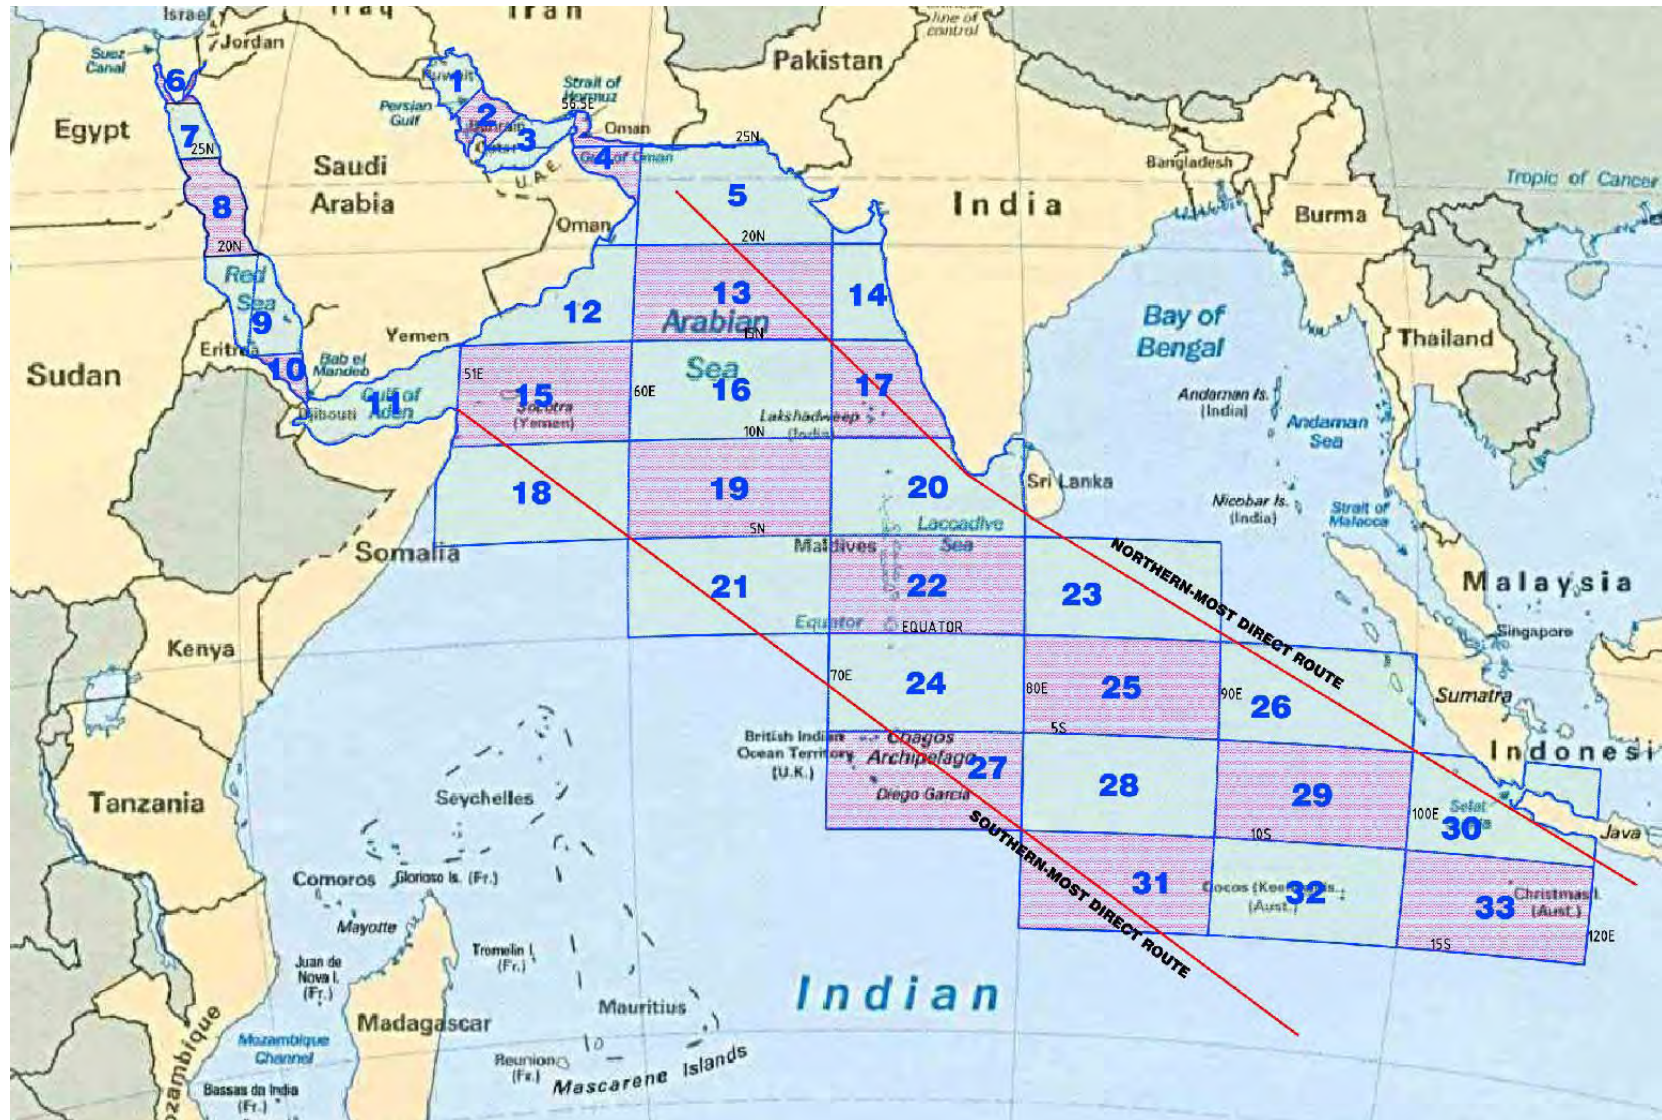 Israel
Iraq
Iran
line of
control
Suez
Canal
Jordan
Pakistan
6
Kuwait
1
Strait of
Hormuz
Persian
Gulf
56.5E
2
Bahrain
Egypt
7
3
Oman
25N
25N
Qatar
4
Gulf of Oman
Bangladesh
Saudi
Arabia
U.A.E.
5
Tropic of Cancer
8
India
Burma
Oman
20N
20N
Red
Sea
13
14
12
Arabian
Bay of
Bengal
9
15N
Yemen
Thailand
Eritrea
Sudan
10
Bab el
Mandeb
51E
Sea
17
15
16
60E
11
Gulf of
Aden
Djibouti
Socotra
(Yemen)
Lakshadweep
(India)
Andaman Is.
(India)
Andaman
Sea
10N
18
19
20
Sri Lanka
Nicobar Is.
(India)
Strait of
Malacca
5N
Laccadive
Sea
Somalia
Maldives
NORTHERN-MOST DIRECT ROUTE
21
22
23
Malaysia
Equator
EQUATOR
Singapore
Kenya
70E
24
80E
25
90E
26
Sumatra
5S
British Indian
Ocean Territory
(U.K.)
Chagos
Archipelago
27
Diego Garcia
Indonesi
Tanzania
Seychelles
28
29
SOUTHERN-MOST DIRECT ROUTE
100E
Selat
30
10S
Java
Comoros
Glorioso Is. (Fr.)
31
32
Christmas I.
(Aust.)
33
Mayotte
(Aust.)
120E
15S
Juan de
Nova I.
(Fr.)
Tromelin I.
(Fr.)
Indian
Mauritius
Madagascar
Mozambique
Channel
Reunion
(Fr.)
Mascarene Islands
Bassas da India
(Fr.)
ozambique